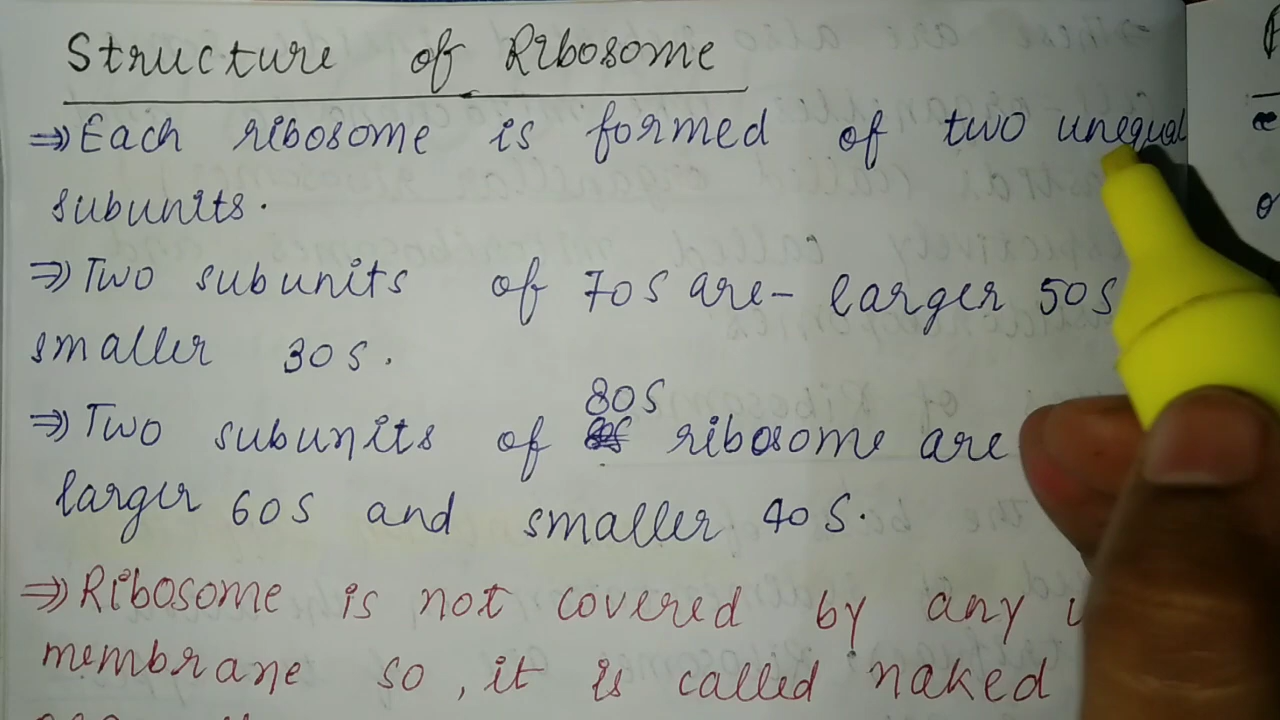 Structure of Ribosome
⇒ Each ribosome is formed of two unequal
subunits.
⇒ Two subunits of 70S are - larger 50S
smaller 30S.
⇒ Two subunits of 80S ribosome are
larger 60S and smaller 40S.
⇒ Ribosome is not covered by any
membrane so, it is called naked